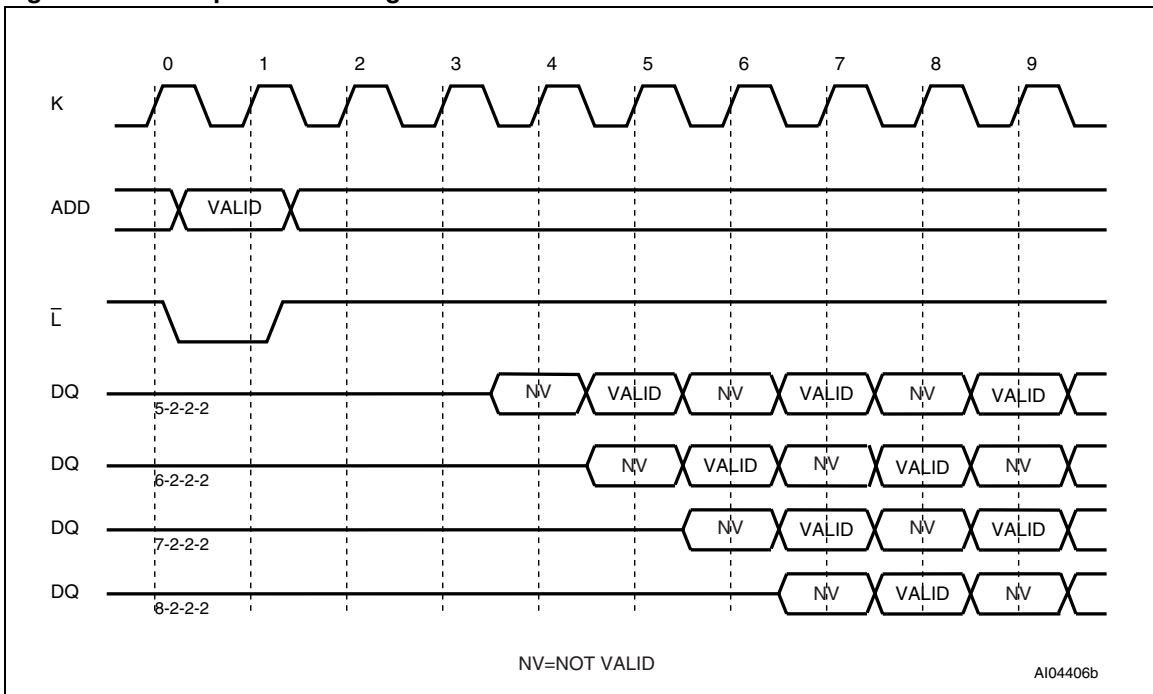 0 1 2 3 4 5 6 7 8 9
K
ADD VALID
L̅
DQ NV VALID NV VALID NV VALID
5-2-2-2
DQ NV VALID NV VALID NV
6-2-2-2
DQ NV VALID NV VALID
7-2-2-2
DQ NV VALID NV
8-2-2-2
NV=NOT VALID
AI04406b